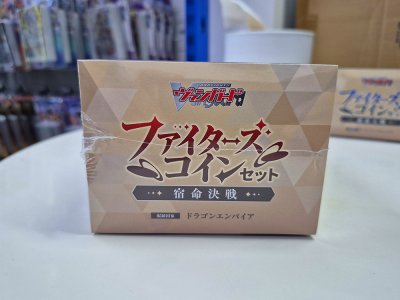 ヴァンガード
ファイターズ
コインセット
宿命決戦
ドラゴンエンパイア